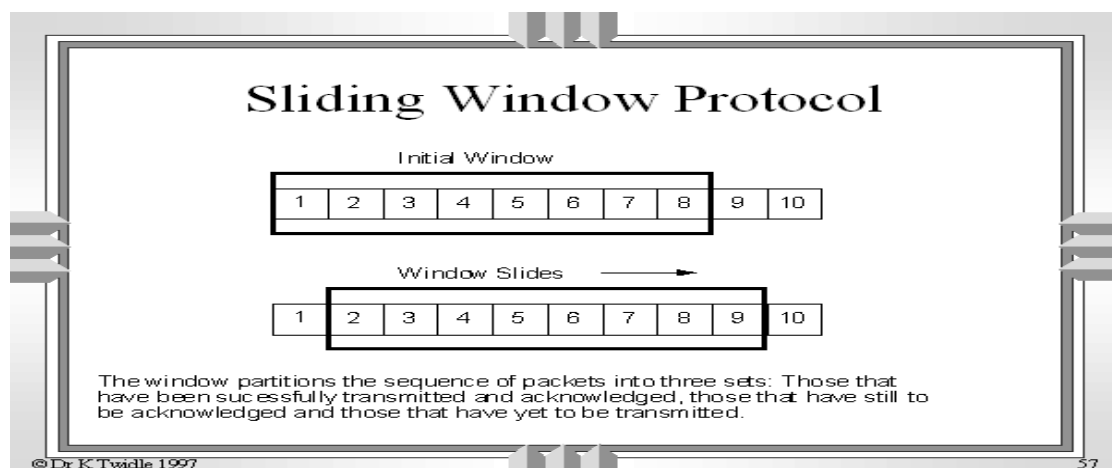 Sliding Window Protocol
Initial Window
1 2 3 4 5 6 7 8 9 10
Window Slides
1 2 3 4 5 6 7 8 9 10
The window partitions the sequence of packets into three sets: Those that
have been sucessfully transmitted and acknowledged, those that have still to
be acknowledged and those that have yet to be transmitted.
© Dr K Twidle 1997
57